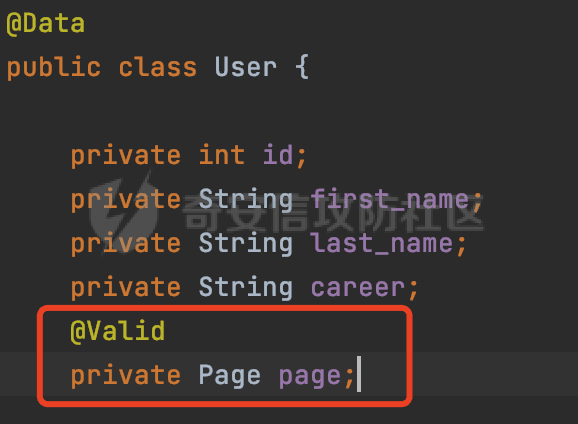 @Data
public class User {
private int id;
private String first_name;
private String last_name;
private String career;
@Valid
private Page page;
奇安信攻防社区